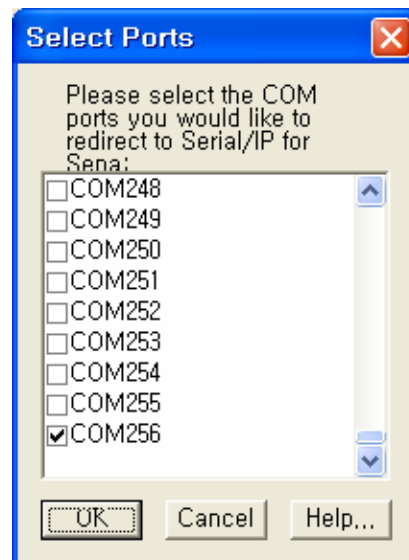 Select Ports
Please select the COM
ports you would like to
redirect to Serial/IP for
Sena:
COM248
COM249
COM250
COM251
COM252
COM253
COM254
COM255
COM256
OK Cancel Help...